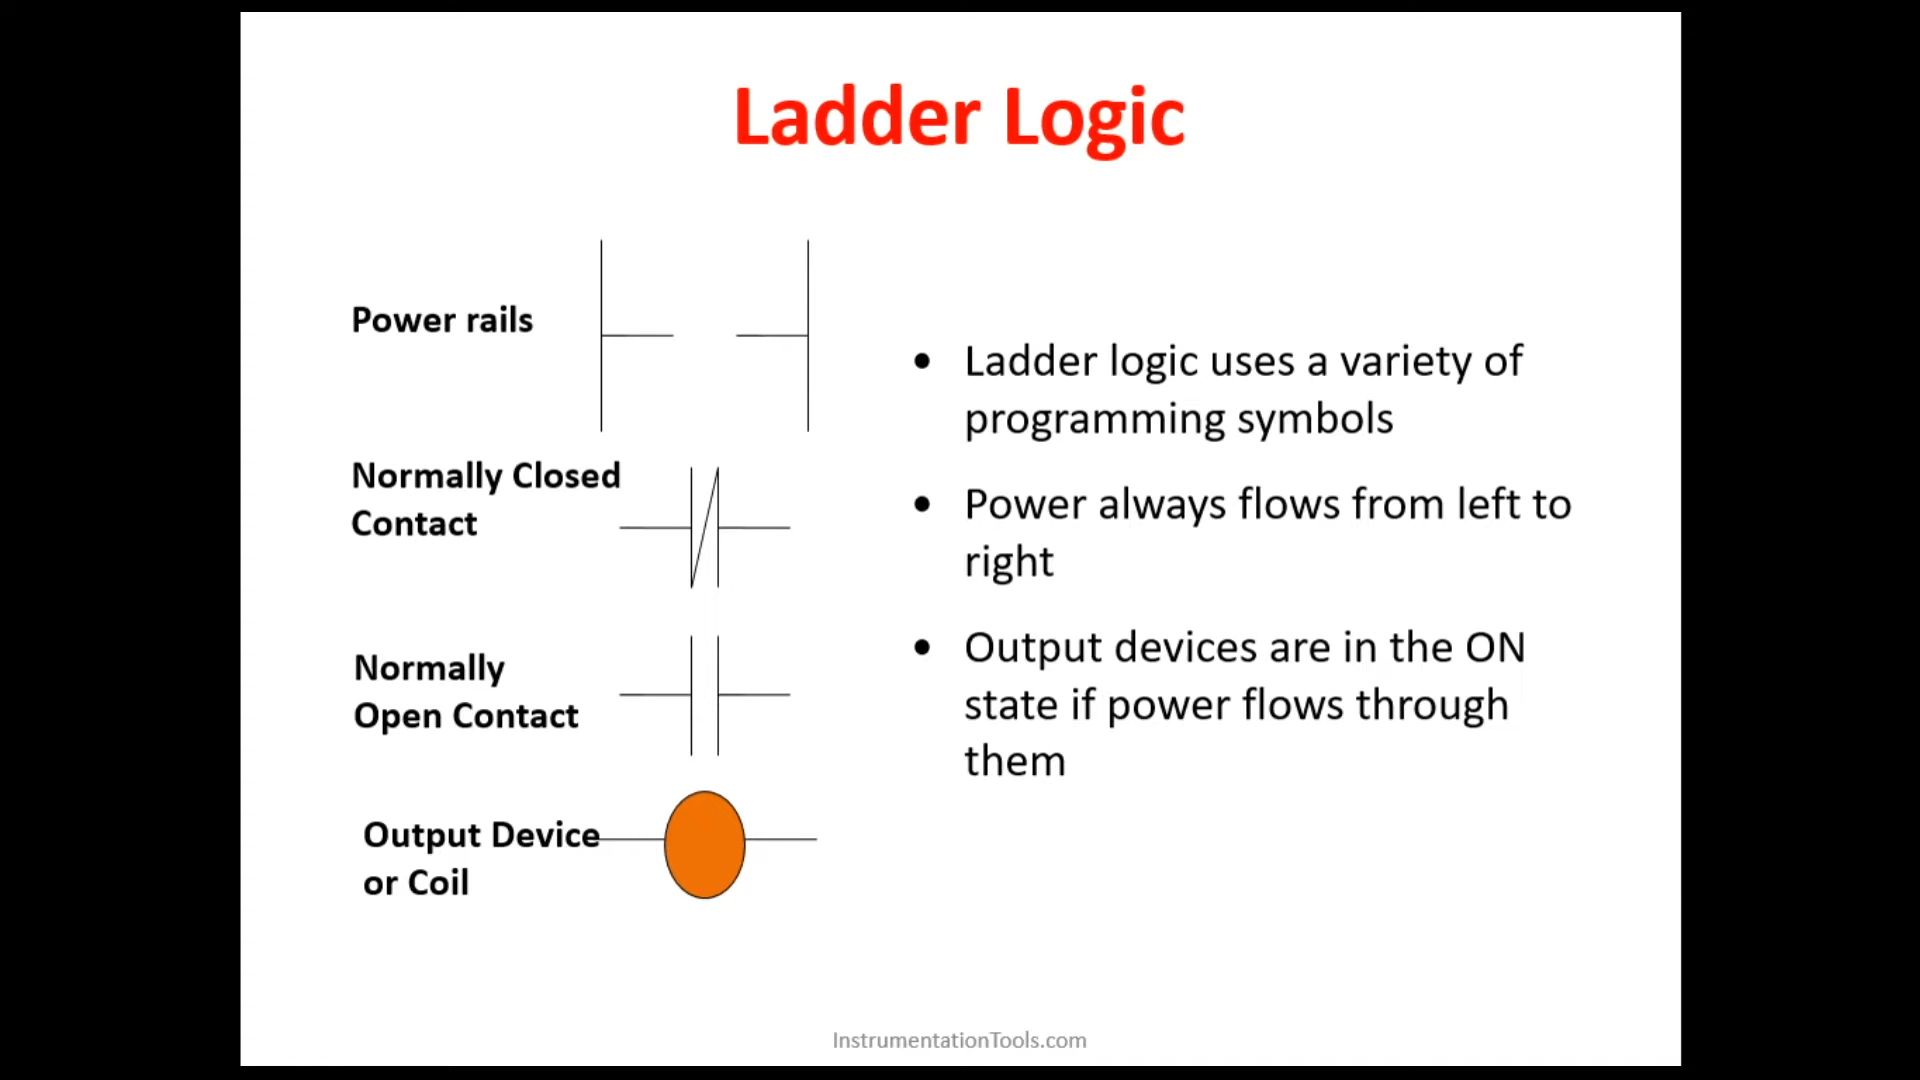 Ladder Logic
Power rails
Normally Closed
Contact
Normally
Open Contact
Output Device
or Coil
• Ladder logic uses a variety of
programming symbols
• Power always flows from left to
right
• Output devices are in the ON
state if power flows through
them
InstrumentationTools.com